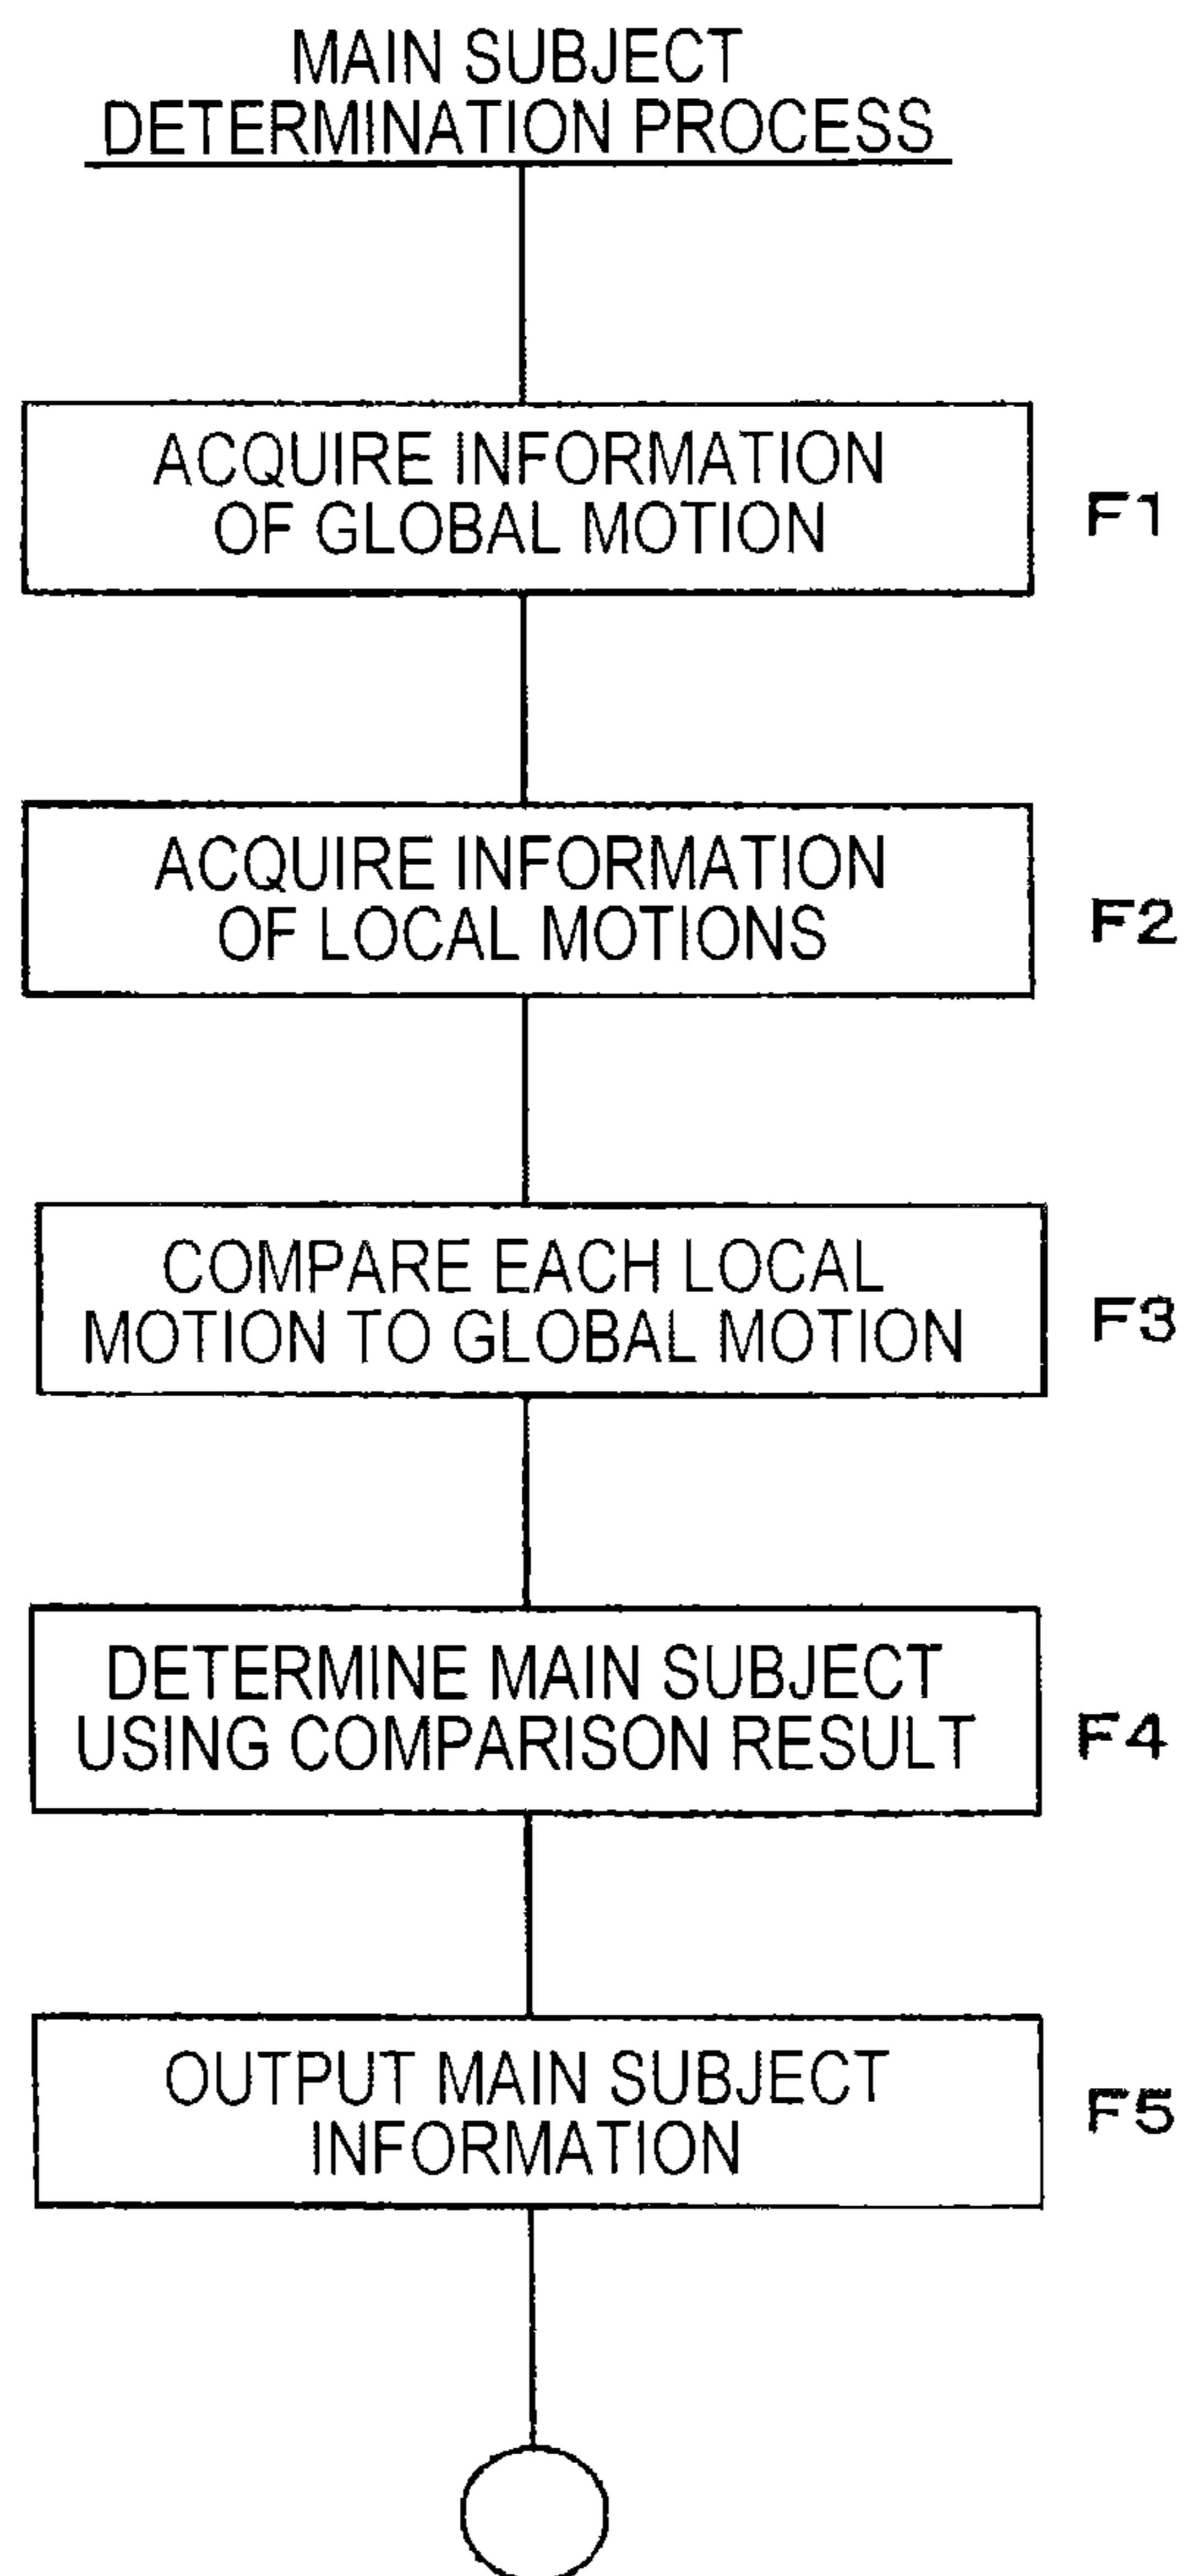 MAIN SUBJECT
DETERMINATION PROCESS
ACQUIRE INFORMATION
OF GLOBAL MOTION
F1
ACQUIRE INFORMATION
OF LOCAL MOTIONS
F2
COMPARE EACH LOCAL
MOTION TO GLOBAL MOTION
F3
DETERMINE MAIN SUBJECT
USING COMPARISON RESULT
F4
OUTPUT MAIN SUBJECT
INFORMATION
F5